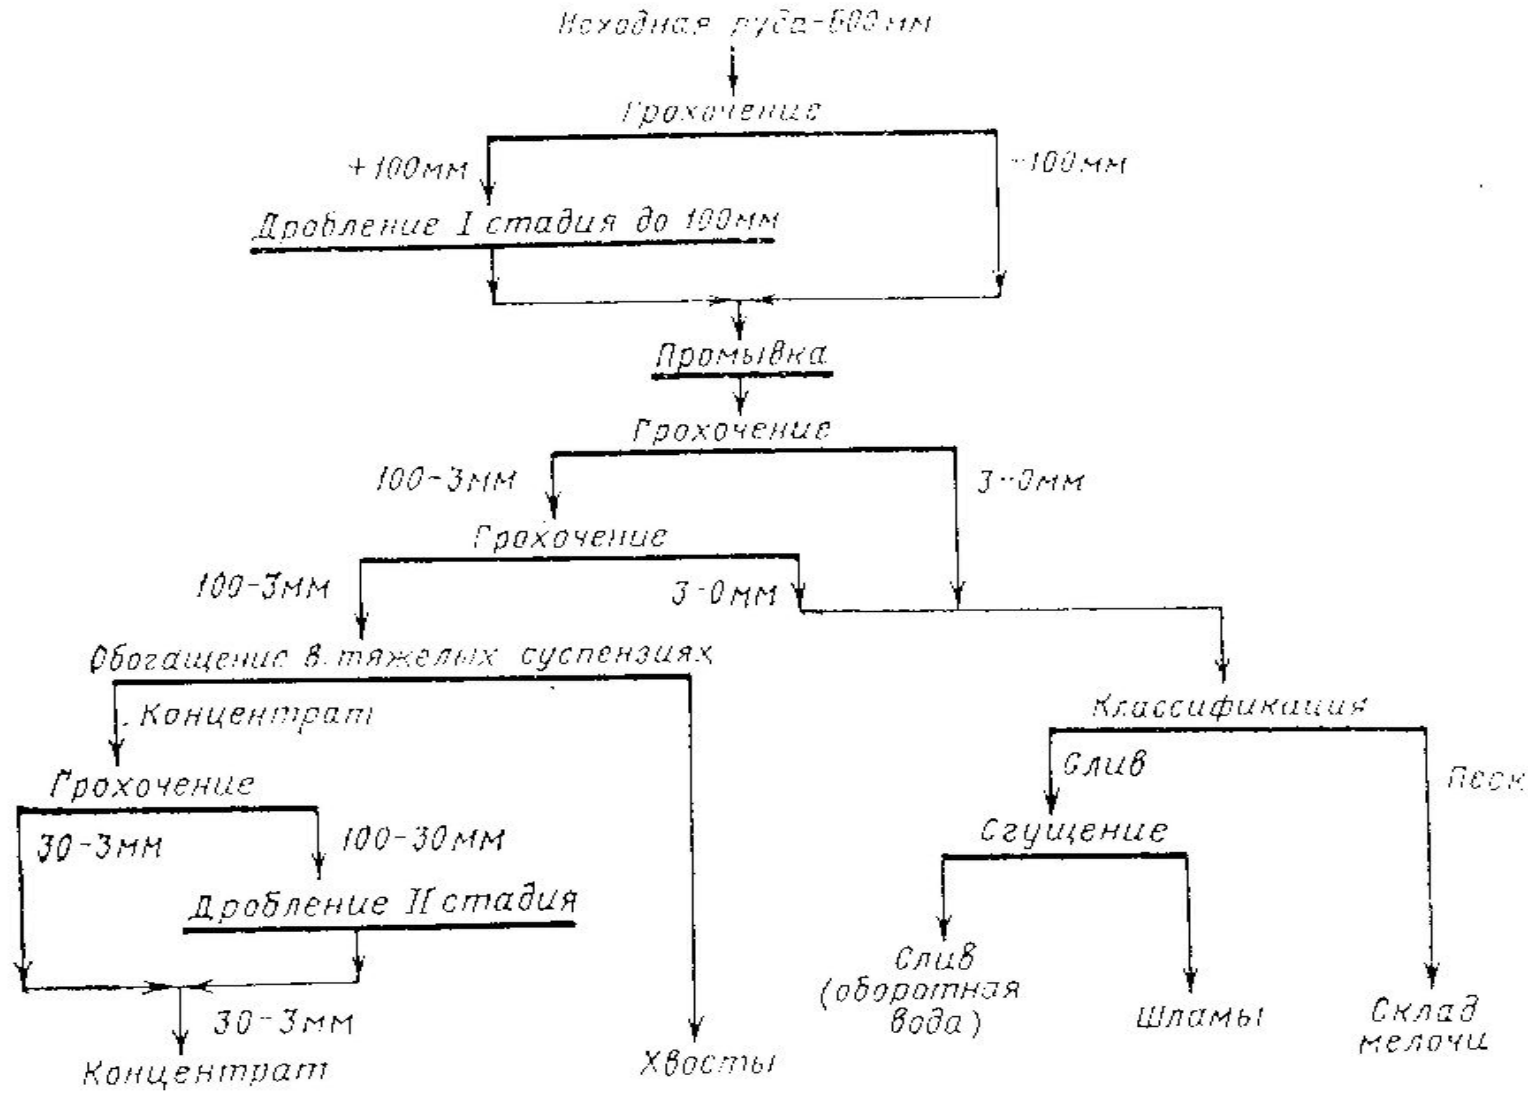 Исходная руда-600мм
Грохочение
+100мм
-100мм
Дробление I стадия до 100мм
Промывка
Грохочение
100-3мм
3-0мм
Грохочение
100-3мм
3-0мм
Обогащение в тяжелых суспензиях
Концентрат
Классификация
Слив
Песк
Грохочение
30-3мм
100-30мм
Сгущение
Дробление II стадия
Слив
(оборотная
вода)
Шламы
Склад
мелочи
30-3мм
Концентрат
Хвосты